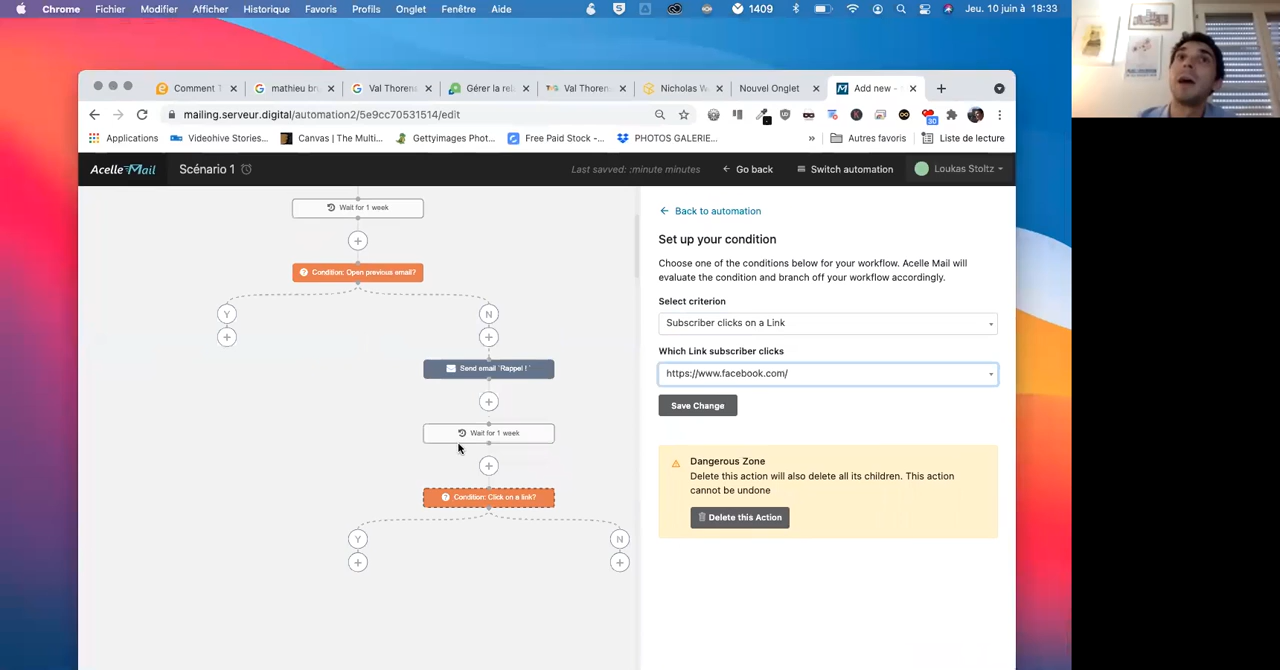 Chrome Fichier Modifier Afficher Historique Favoris Profils Onglet Fenêtre Aide 1409 Jeu. 10 juin à 18:33
Comment T Val Thorens Gérer la rel Val Thorens Nicholas W Nouvel Onglet Add new -
mailing.serveur.digital/automation2/5e9cc70531514/edit
30
Applications Videohive Stories... Canvas | The Multi... Gettyimages Phot... Free Paid Stock -... PHOTOS GALERIE... » Autres favoris Liste de lecture
Acelle Mail Scénario 1 Last savved: :minute minutes Go back Switch automation Loukas Stoltz
Wait for 1 week
Back to automation
+
Set up your condition
Choose one of the conditions below for your workflow. Acelle Mail will
evaluate the condition and branch off your workflow accordingly.
Condition: Open previous email?
Select criterion
Y N
Subscriber clicks on a Link
+ +
Which Link subscriber clicks
Send email `Rappel ! `
https://www.facebook.com/
+
Save Change
Wait for 1 week
+
Dangerous Zone
Delete this action will also delete all its children. This action
cannot be undone
Condition: Click on a link?
Delete this Action
Y N
+ +